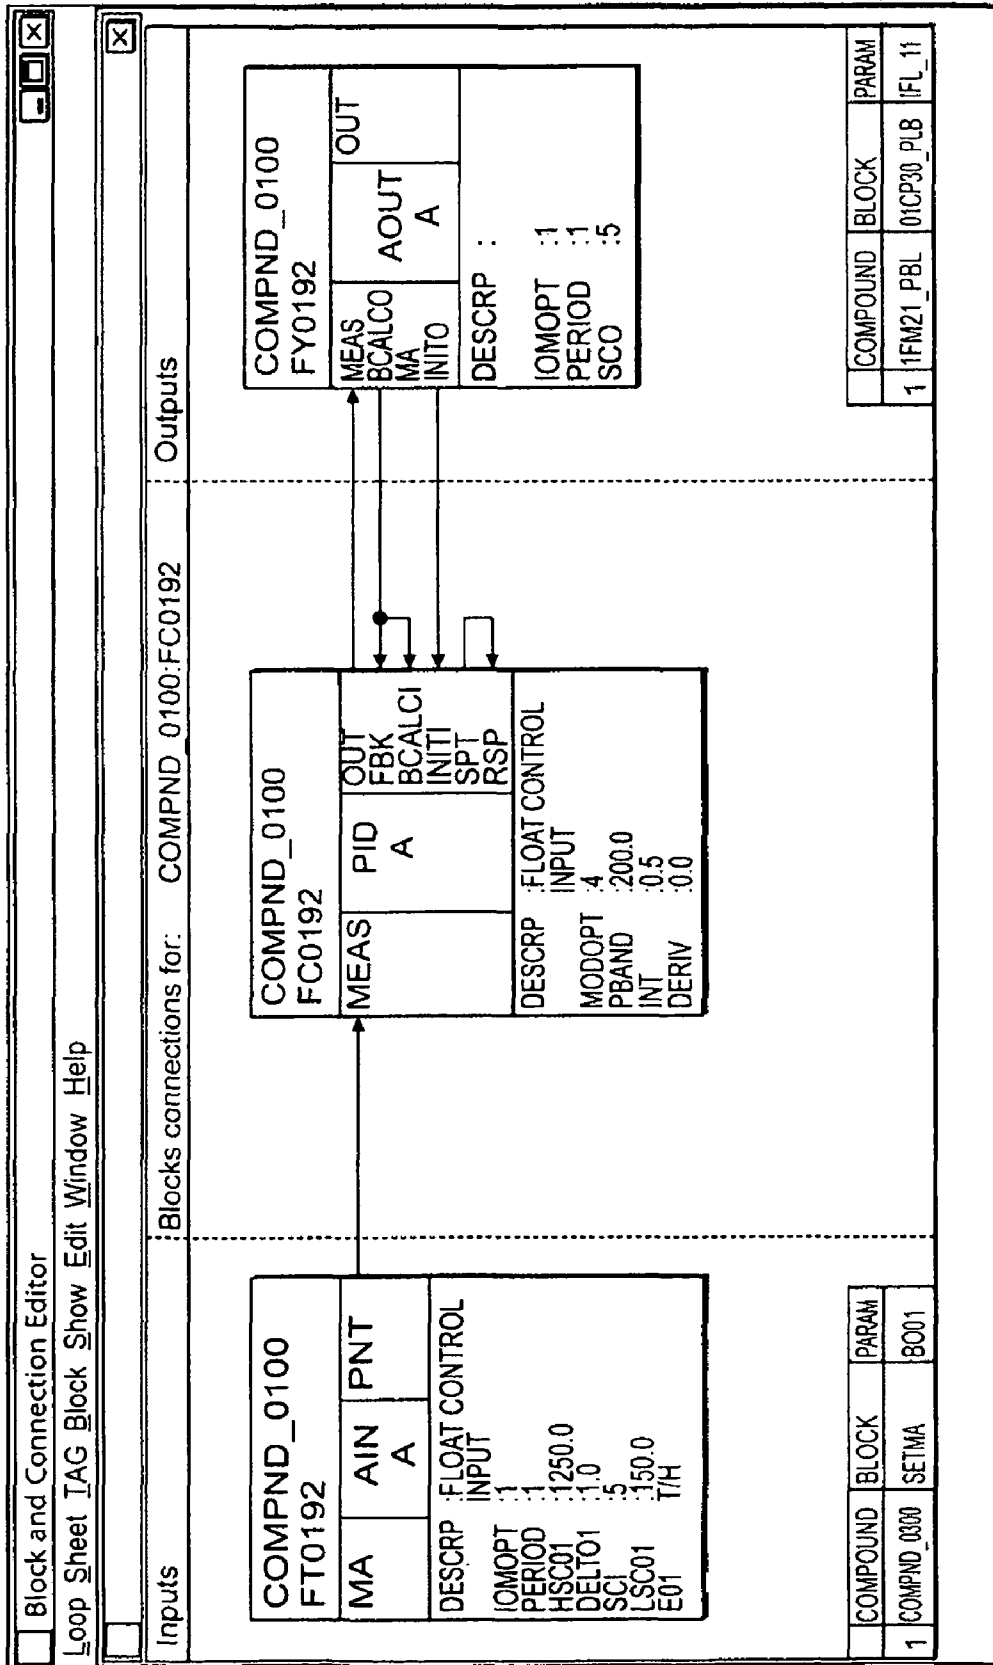 Block and Connection Editor
Loop Sheet TAG Block Show Edit Window Help
Inputs
Blocks connections for: COMPND_0100:FC0192
Outputs
COMPND_0100
FT0192
MA
AIN
A
PNT
DESCRP :FLOAT CONTROL
INPUT
IOMOPT :1
PERIOD :1
HSC01 :1250.0
DELTO1 :1.0
SCI :5
LSC01 :150.0
E01 T/H
COMPND_0100
FC0192
MEAS
PID
A
OUT
FBK
BCALCI
INITI
SPT
RSP
DESCRP :FLOAT CONTROL
INPUT
MODOPT :4
PBAND :200.0
INT :0.5
DERIV :0.0
COMPND_0100
FY0192
MEAS
BCALCO
MA
INITO
AOUT
A
OUT
DESCRP :
IOMOPT :1
PERIOD :1
SCO :5
COMPOUND BLOCK PARAM
1 COMPND_0300 SETMA BO01
COMPOUND BLOCK PARAM
1 1FM21_PBL 01CP30_PLB IFL_11